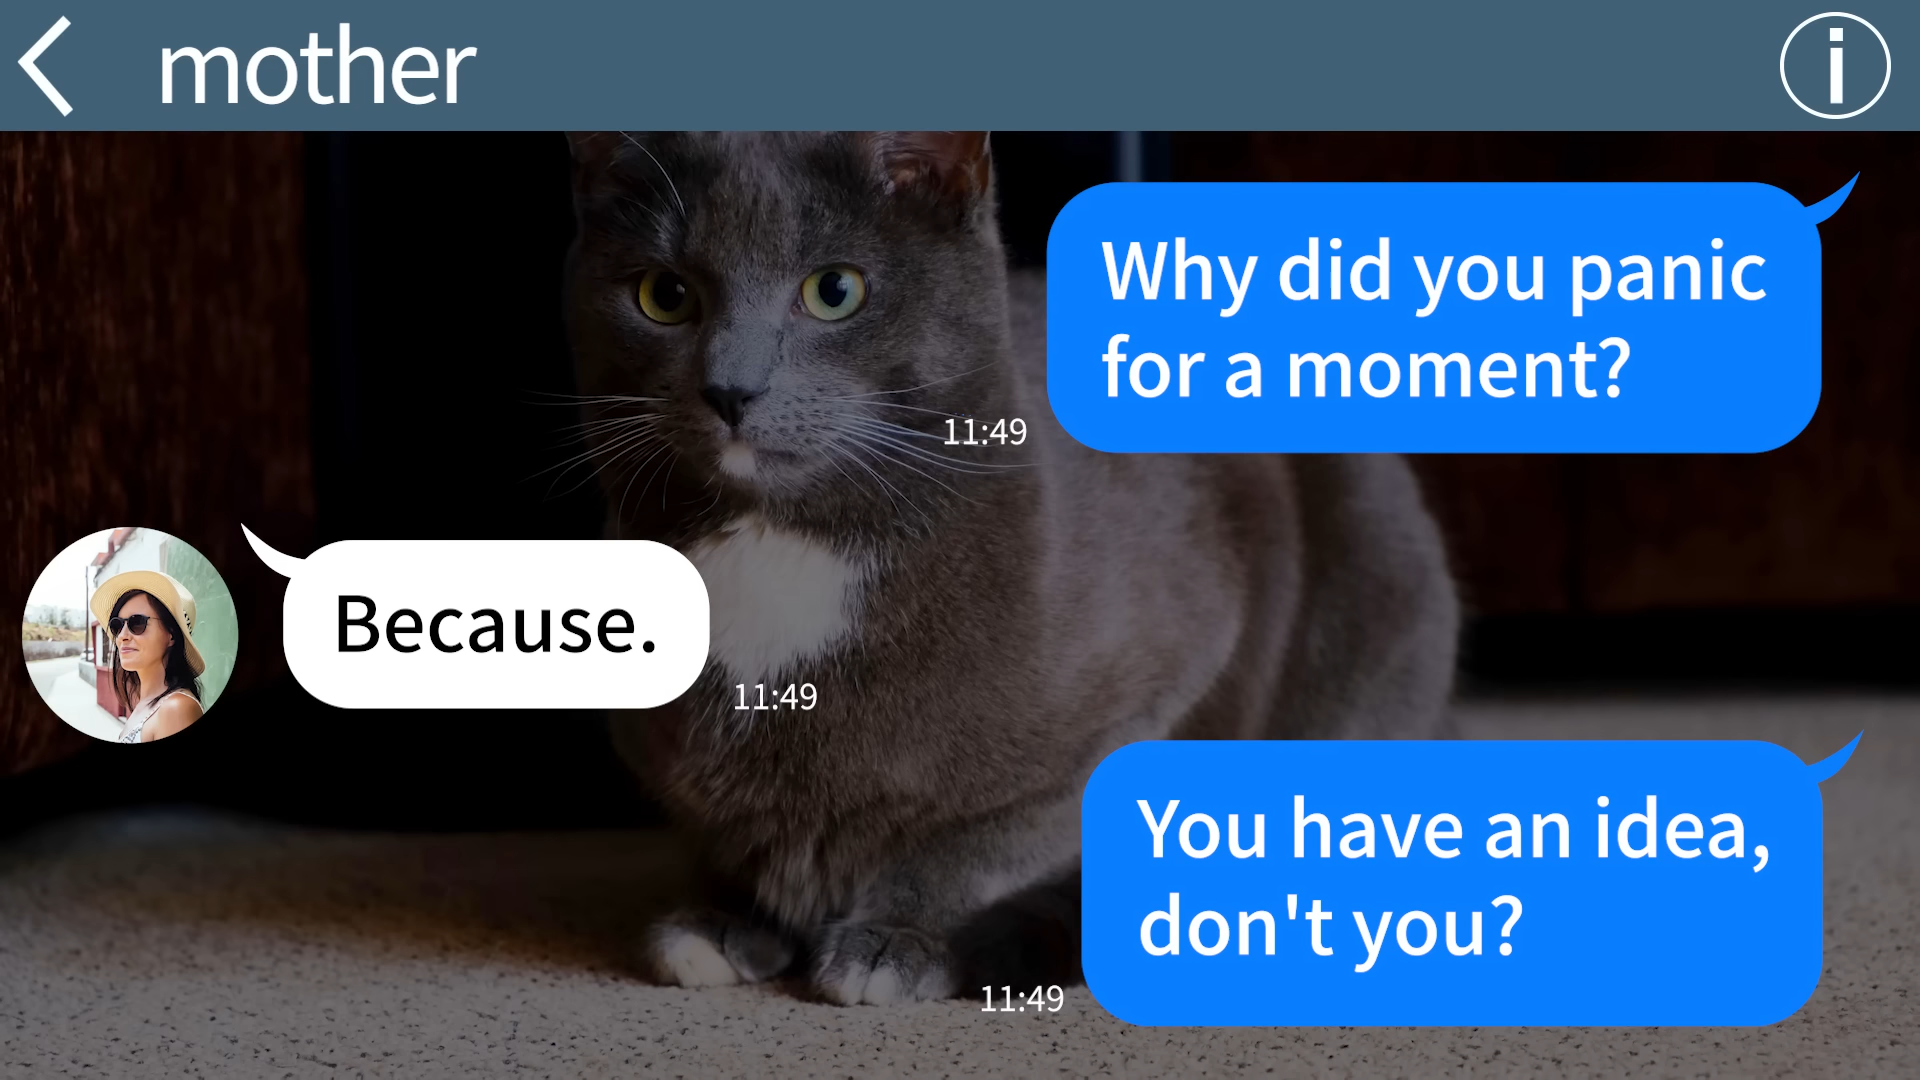 mother
Why did you panic
for a moment?
11:49
Because.
11:49
You have an idea,
don't you?
11:49